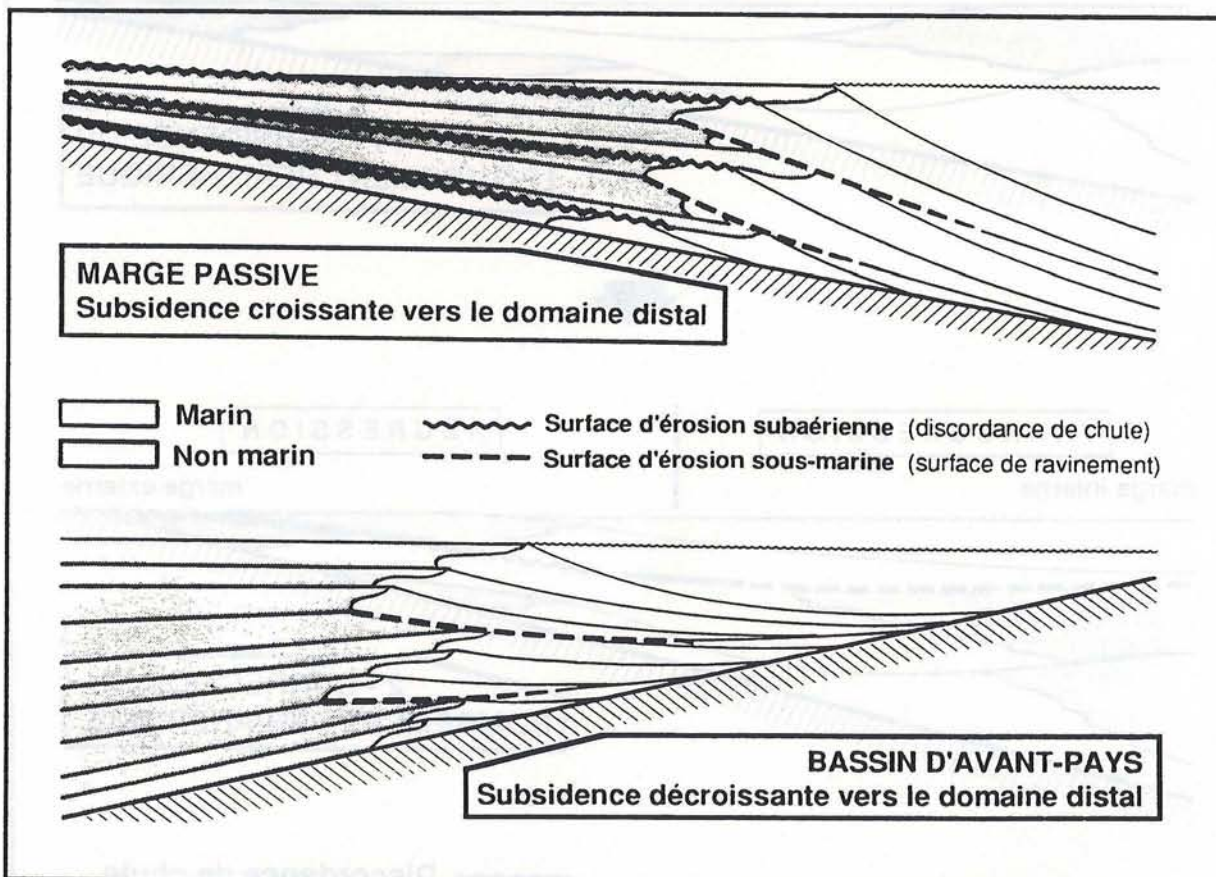 MARGE PASSIVE
Subsidence croissante vers le domaine distal
Marin
Non marin
Surface d'érosion subaérienne (discordance de chute)
Surface d'érosion sous-marine (surface de ravinement)
BASSIN D'AVANT-PAYS
Subsidence décroissante vers le domaine distal